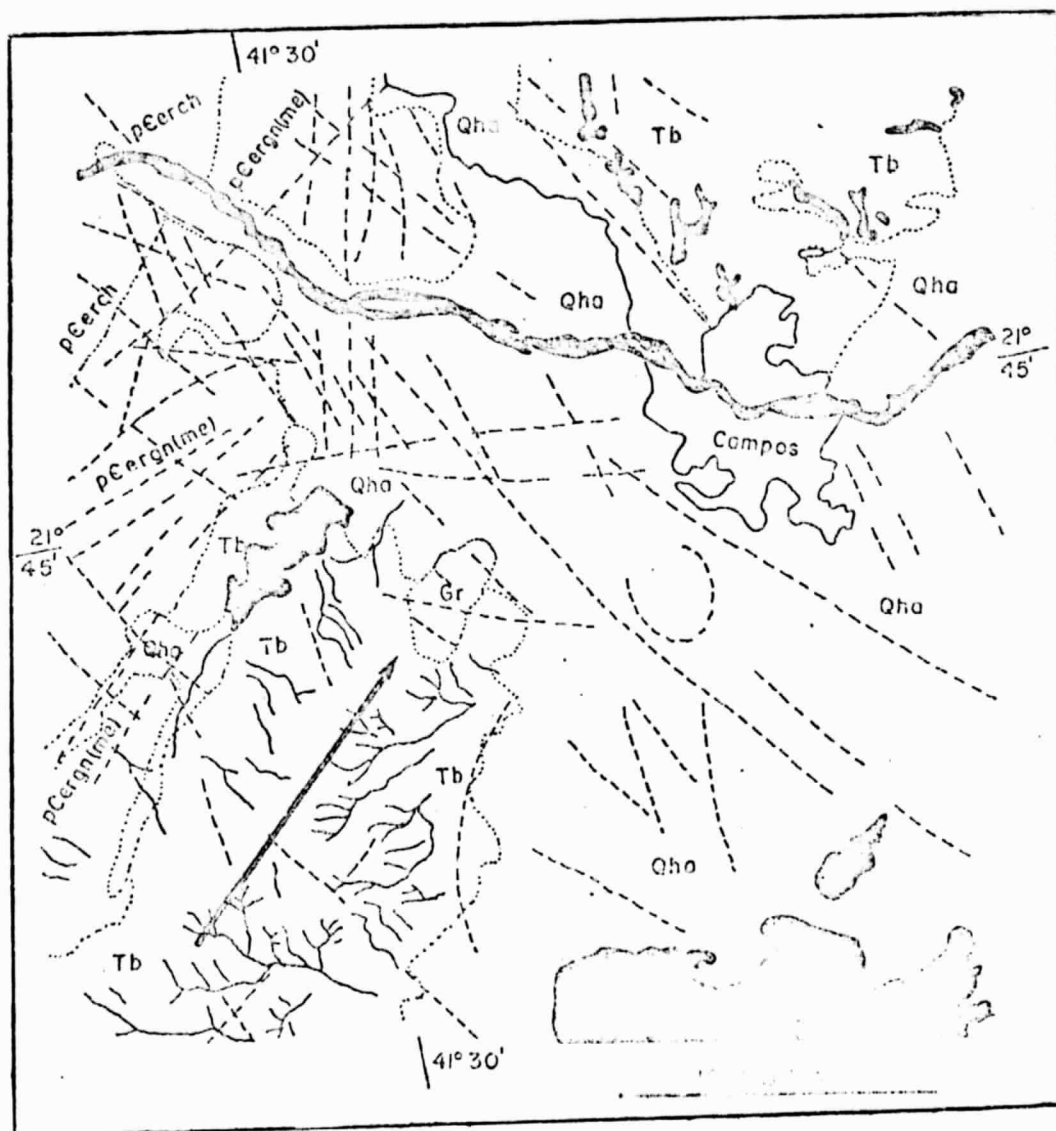 41° 30'
pЄerch
pЄergn(me)
Qha
Tb
Tb
Qha
Qha
pЄerch
21°
45'
Campos
pЄergn(me)
Qha
21°
45'
Tb
Gr
Qha
Qha
Tb
pЄergn(me)
Tb
Qha
Tb
41° 30'